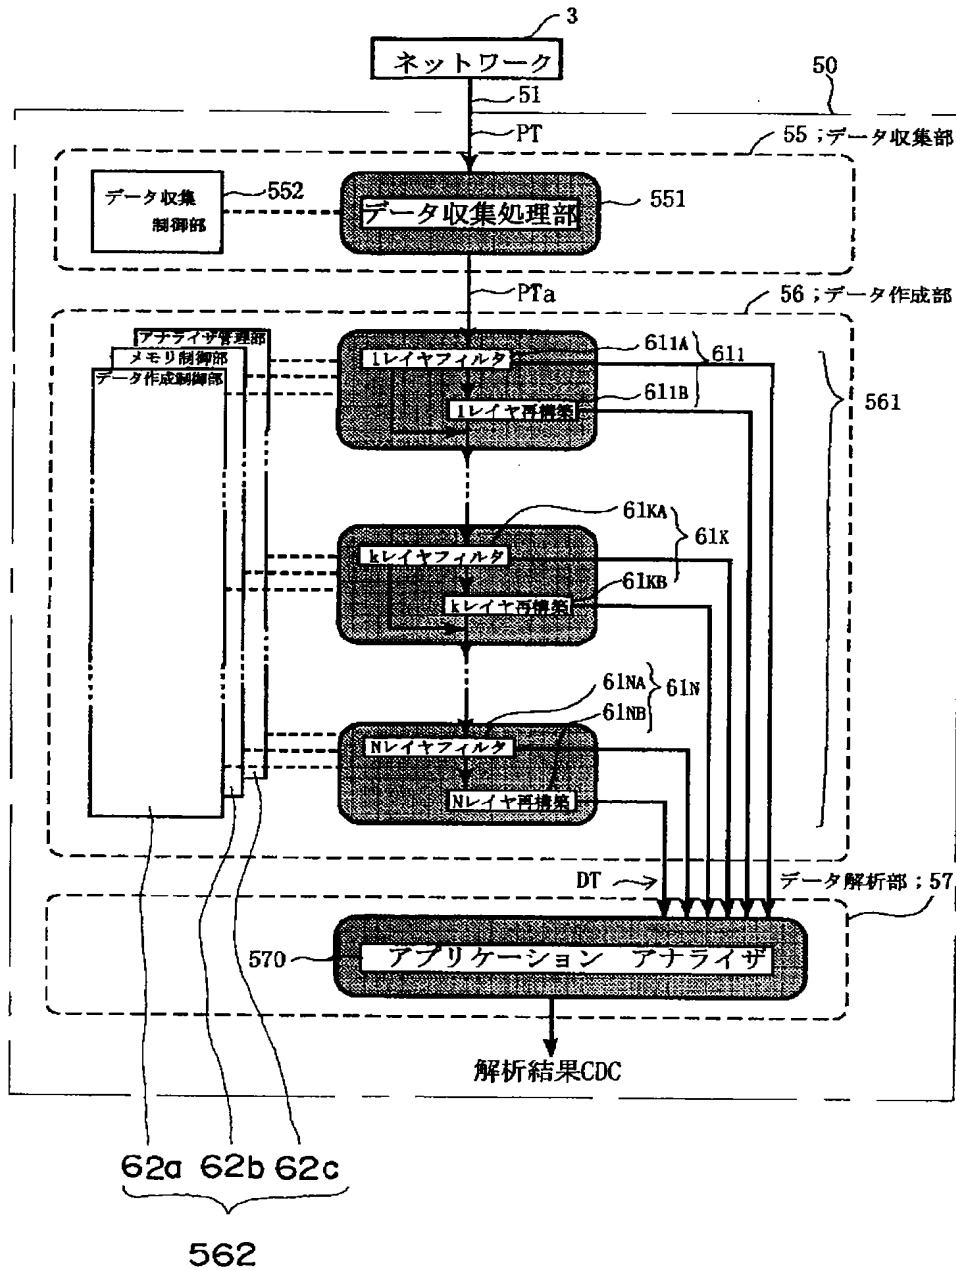 3
ネットワーク
51
50
PT
55；データ収集部
データ収集
制御部
552
データ収集処理部
551
PTa
56；データ作成部
アナライザ管理部
メモリ制御部
データ作成制御部
1レイヤフィルタ
611A
611
1レイヤ再構築
611B
561
kレイヤフィルタ
61KA
61K
kレイヤ再構築
61KB
61NA
61N
61NB
Nレイヤフィルタ
Nレイヤ再構築
DT
データ解析部；57
570
アプリケーション アナライザ
解析結果CDC
62a 62b 62c
562